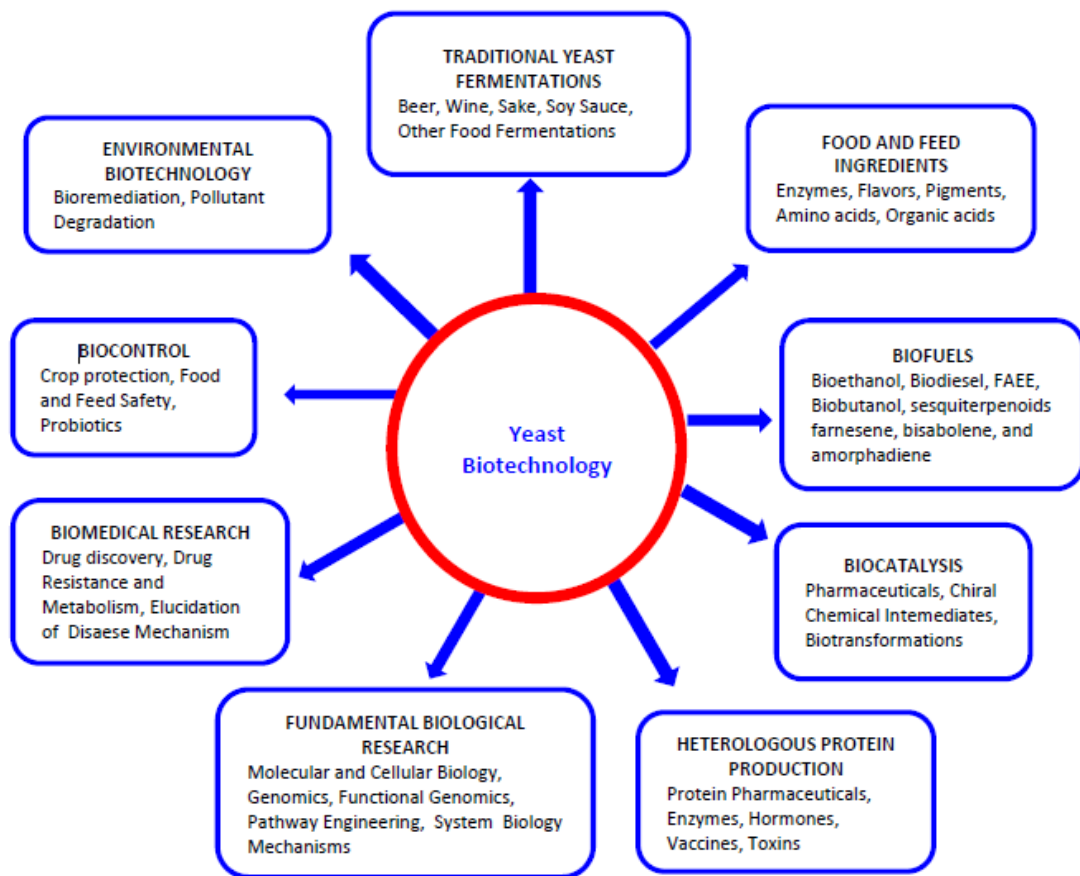 TRADITIONAL YEAST
FERMENTATIONS
Beer, Wine, Sake, Soy Sauce,
Other Food Fermentations
ENVIRONMENTAL
BIOTECHNOLOGY
Bioremediation, Pollutant
Degradation
FOOD AND FEED
INGREDIENTS
Enzymes, Flavors, Pigments,
Amino acids, Organic acids
BIOCONTROL
Crop protection, Food
and Feed Safety,
Probiotics
BIOFUELS
Bioethanol, Biodiesel, FAEE,
Biobutanol, sesquiterpenoids
farnesene, bisabolene, and
amorphadiene
Yeast
Biotechnology
BIOMEDICAL RESEARCH
Drug discovery, Drug
Resistance and
Metabolism, Elucidation
of Disaese Mechanism
BIOCATALYSIS
Pharmaceuticals, Chiral
Chemical Intemediates,
Biotransformations
FUNDAMENTAL BIOLOGICAL
RESEARCH
Molecular and Cellular Biology,
Genomics, Functional Genomics,
Pathway Engineering, System Biology
Mechanisms
HETEROLOGOUS PROTEIN
PRODUCTION
Protein Pharmaceuticals,
Enzymes, Hormones,
Vaccines, Toxins